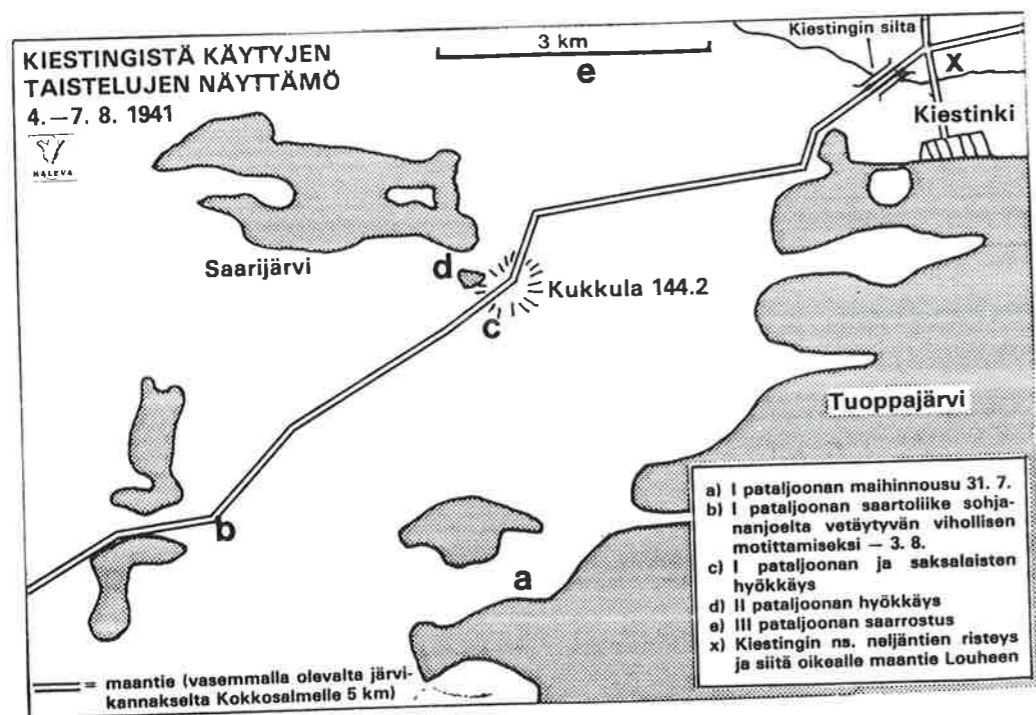 KIESTINGISTÄ KÄYTYJEN
TAISTELUJEN NÄYTTÄMÖ
4.–7. 8. 1941
KALEVA
3 km
e
Kiestingin silta
x
Kiestinki
Saarijärvi
d
Kukkula 144.2
c
Tuoppajärvi
b
a
a) I pataljoonan maihinnousu 31. 7.
b) I pataljoonan saartoliike sohja-
nanjoelta vetäytyvän vihollisen
motittamiseksi – 3. 8.
c) I pataljoonan ja saksalaisten
hyökkäys
d) II pataljoonan hyökkäys
e) III pataljoonan saarrostus
x) Kiestingin ns. neljäntien risteys
ja siitä oikealle maantie Louheen
= maantie (vasemmalla olevalta järvi-
kannakselta Kokkosalmelle 5 km)